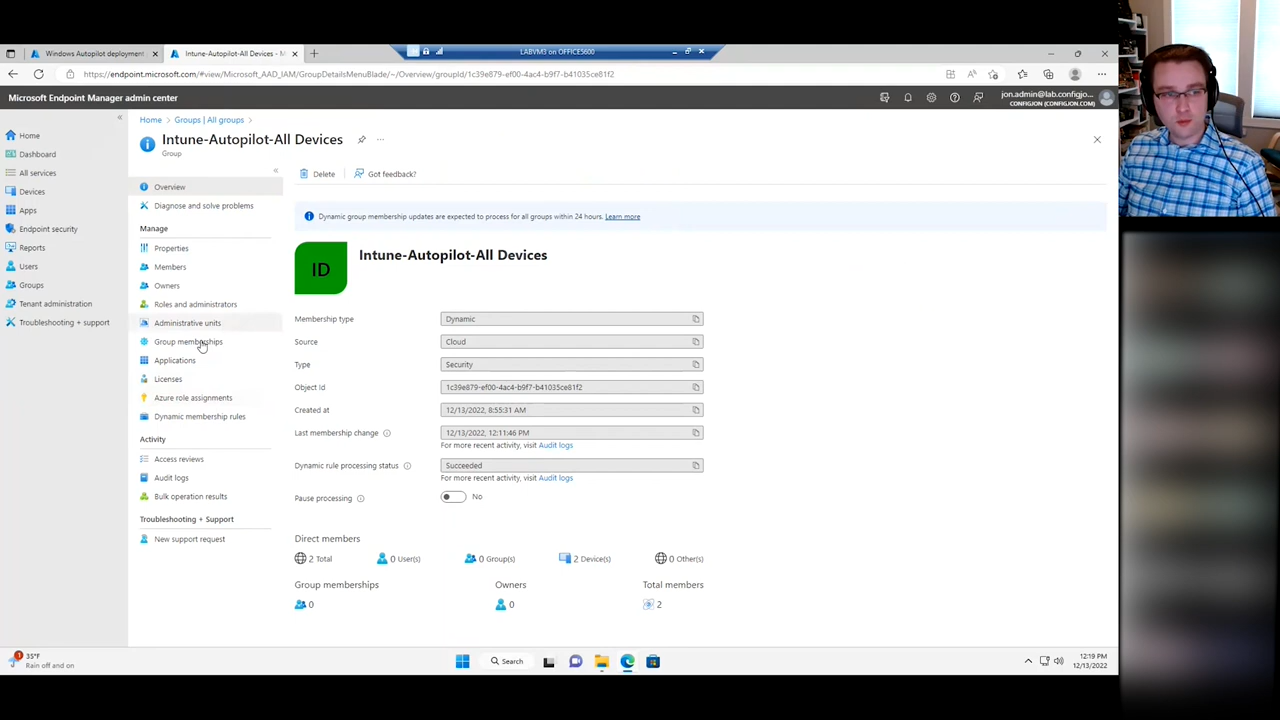 LABVM3 on OFFICE5600
Windows Autopilot deployment
Intune-Autopilot-All Devices - M
https://endpoint.microsoft.com/#view/Microsoft_AAD_IAM/GroupDetailsMenuBlade/~/Overview/groupId/1c39e879-ef00-4ac4-b9f7-b41035ce81f2
Microsoft Endpoint Manager admin center
jon.admin@lab.configjo...
CONFIGJON (CONFIGJON.COM)
Home
Dashboard
All services
Devices
Apps
Endpoint security
Reports
Users
Groups
Tenant administration
Troubleshooting + support
Home > Groups | All groups >
Intune-Autopilot-All Devices
Group
Overview
Diagnose and solve problems
Manage
Properties
Members
Owners
Roles and administrators
Administrative units
Group memberships
Applications
Licenses
Azure role assignments
Dynamic membership rules
Activity
Access reviews
Audit logs
Bulk operation results
Troubleshooting + Support
New support request
Delete
Got feedback?
Dynamic group membership updates are expected to process for all groups within 24 hours. Learn more
ID
Intune-Autopilot-All Devices
Membership type Dynamic
Source Cloud
Type Security
Object Id 1c39e879-ef00-4ac4-b9f7-b41035ce81f2
Created at 12/13/2022, 8:55:31 AM
Last membership change 12/13/2022, 12:11:46 PM
For more recent activity, visit Audit logs
Dynamic rule processing status Succeeded
For more recent activity, visit Audit logs
Pause processing No
Direct members
2 Total 0 User(s) 0 Group(s) 2 Device(s) 0 Other(s)
Group memberships Owners Total members
0 0 2
1
35°F
Rain off and on
Search
12:19 PM
12/13/2022